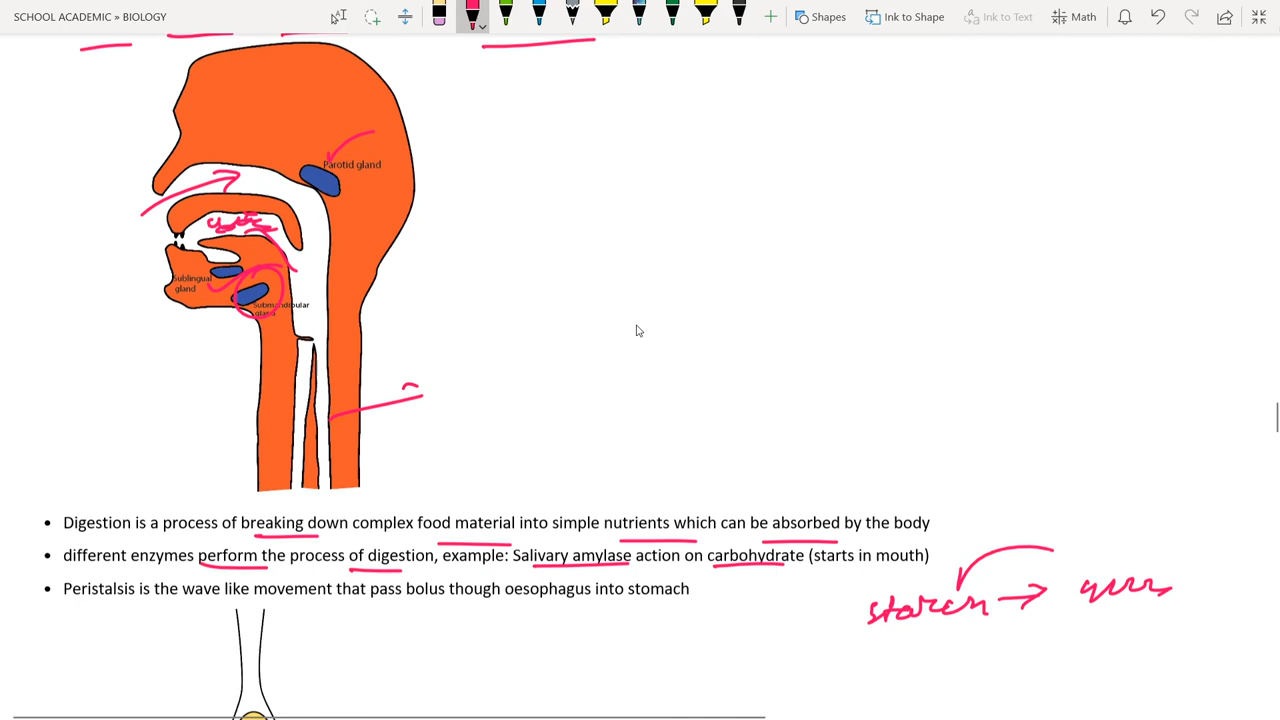 SCHOOL ACADEMIC » BIOLOGY
Shapes
Ink to Shape
Ink to Text
Math
Parotid gland
Sublingual
gland
Submandibular
gland
• Digestion is a process of breaking down complex food material into simple nutrients which can be absorbed by the body
• different enzymes perform the process of digestion, example: Salivary amylase action on carbohydrate (starts in mouth)
• Peristalsis is the wave like movement that pass bolus though oesophagus into stomach
starch →